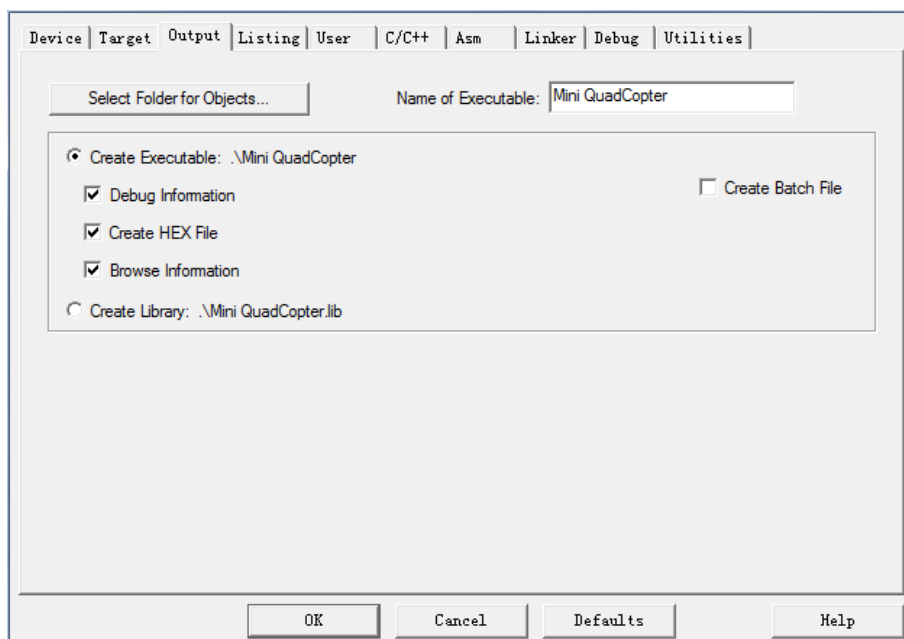 Device Target Output Listing User C/C++ Asm Linker Debug Utilities
Select Folder for Objects... Name of Executable: Mini QuadCopter
Create Executable: .\Mini QuadCopter
Debug Information Create Batch File
Create HEX File
Browse Information
Create Library: .\Mini QuadCopter.lib
OK Cancel Defaults Help